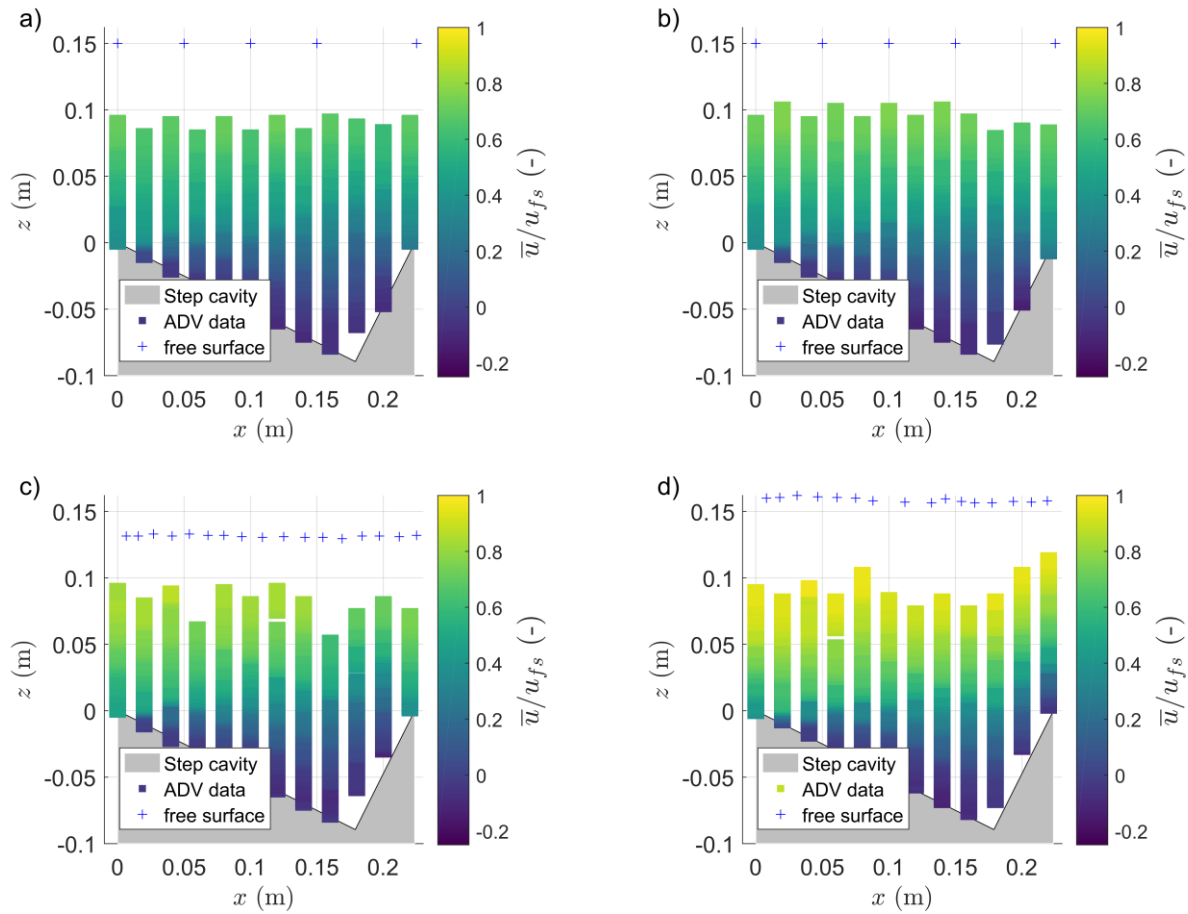 a)
0.15
0.1
0.05
0
-0.05
-0.1
z (m)
0 0.05 0.1 0.15 0.2
x (m)
Step cavity
ADV data
free surface
1
0.8
0.6
0.4
0.2
0
-0.2
u̅/u_fs (-)
b)
0.15
0.1
0.05
0
-0.05
-0.1
z (m)
0 0.05 0.1 0.15 0.2
x (m)
Step cavity
ADV data
free surface
1
0.8
0.6
0.4
0.2
0
-0.2
u̅/u_fs (-)
c)
0.15
0.1
0.05
0
-0.05
-0.1
z (m)
0 0.05 0.1 0.15 0.2
x (m)
Step cavity
ADV data
free surface
1
0.8
0.6
0.4
0.2
0
-0.2
u̅/u_fs (-)
d)
0.15
0.1
0.05
0
-0.05
-0.1
z (m)
0 0.05 0.1 0.15 0.2
x (m)
Step cavity
ADV data
free surface
1
0.8
0.6
0.4
0.2
0
-0.2
u̅/u_fs (-)